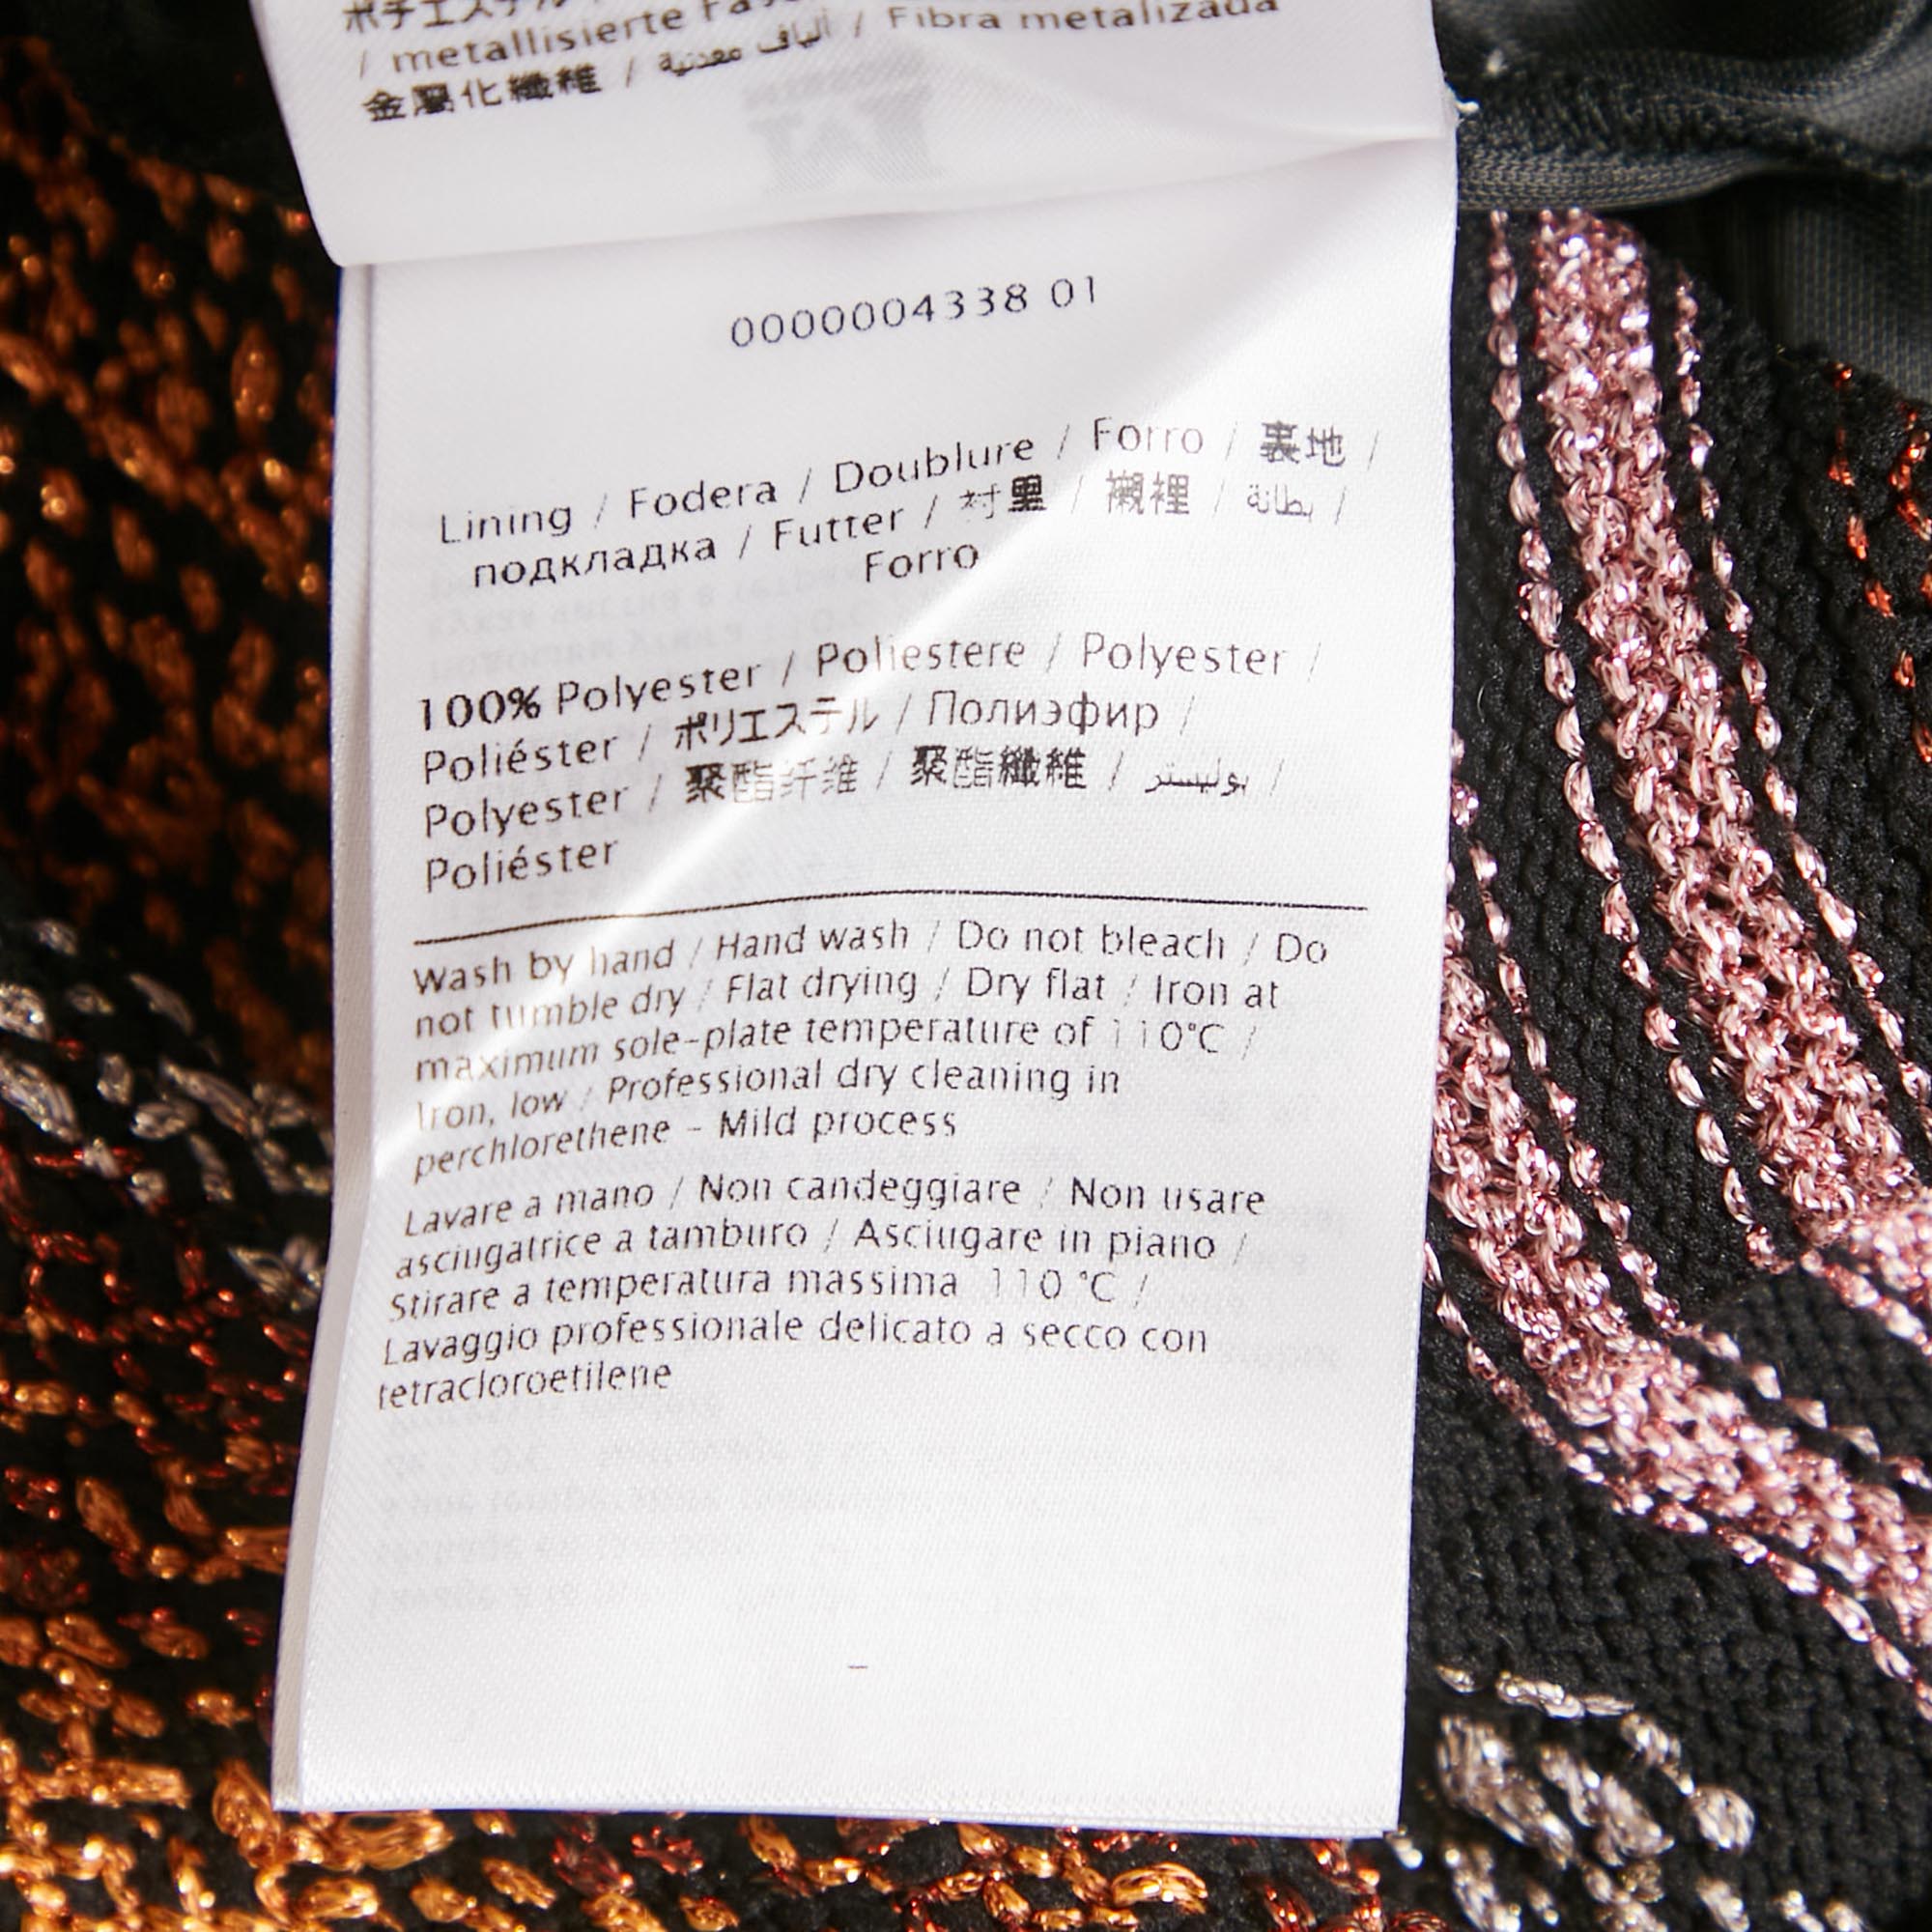 / metallisierte
/ Fibra metalizada
金屬化纖維 / ألياف معدنية
0000004338 01
Lining / Fodera / Doublure / Forro / 裏地 /
подкладка / Futter / 衬里 / 襯裡 / بطانة /
Forro
100% Polyester / Poliestere / Polyester /
Poliéster / ポリエステル / Полиэфир /
Polyester / 聚酯纤维 / 聚酯纖維 / بوليستر /
Poliéster
Wash by hand / Hand wash / Do not bleach / Do
not tumble dry / Flat drying / Dry flat / Iron at
maximum sole-plate temperature of 110°C /
Iron, low / Professional dry cleaning in
perchlorethene - Mild process
Lavare a mano / Non candeggiare / Non usare
asciugatrice a tamburo / Asciugare in piano /
Stirare a temperatura massima 110 °C /
Lavaggio professionale delicato a secco con
tetracloroetilene
-